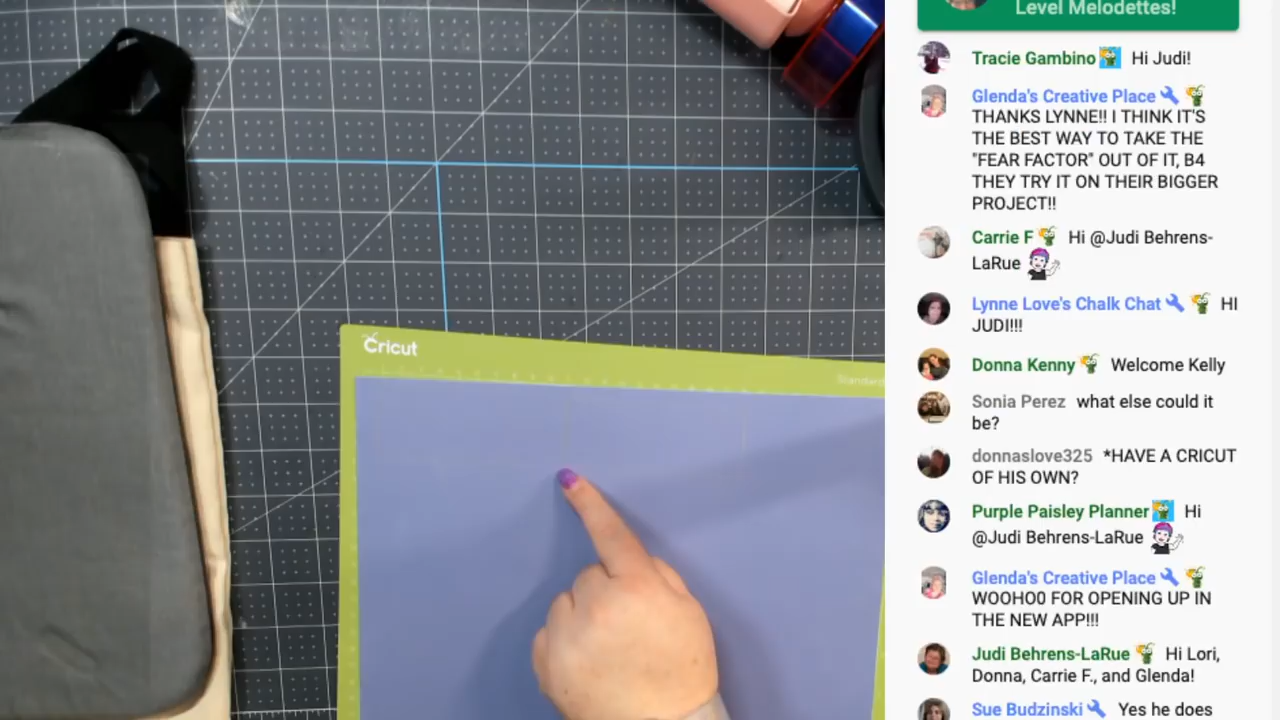 Cricut
Standard
Level Melodettes!
Tracie Gambino Hi Judi!
Glenda's Creative Place
THANKS LYNNE!! I THINK IT'S
THE BEST WAY TO TAKE THE
"FEAR FACTOR" OUT OF IT, B4
THEY TRY IT ON THEIR BIGGER
PROJECT!!
Carrie F Hi @Judi Behrens-
LaRue
Lynne Love's Chalk Chat HI
JUDI!!!
Donna Kenny Welcome Kelly
Sonia Perez what else could it
be?
donnaslove325 *HAVE A CRICUT
OF HIS OWN?
Purple Paisley Planner Hi
@Judi Behrens-LaRue
Glenda's Creative Place
WOOHO0 FOR OPENING UP IN
THE NEW APP!!!
Judi Behrens-LaRue Hi Lori,
Donna, Carrie F., and Glenda!
Sue Budzinski Yes he does